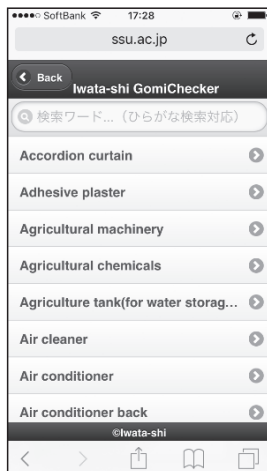 SoftBank 17:28
ssu.ac.jp
Back
Iwata-shi GomiChecker
検索ワード...（ひらがな検索対応）
Accordion curtain
Adhesive plaster
Agricultural machinery
Agricultural chemicals
Agriculture tank(for water storag...
Air cleaner
Air conditioner
Air conditioner back
©Iwata-shi